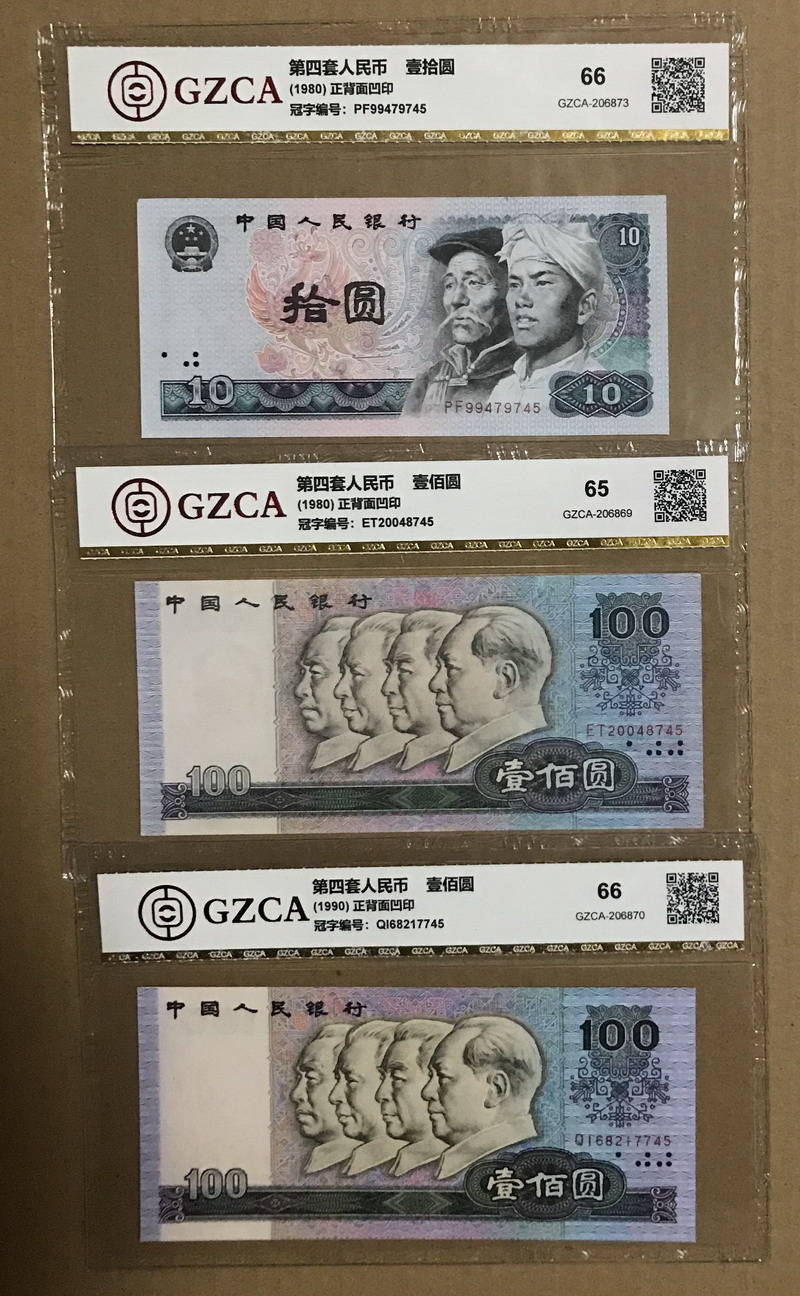 GZCA
第四套人民币 壹拾圆
(1980) 正背面凹印
冠字编号：PF99479745
66
GZCA-206873
中国人民银行
10
拾圆
10
PF99479745
10
GZCA
第四套人民币 壹佰圆
(1980) 正背面凹印
冠字编号：ET20048745
65
GZCA-206869
中国人民银行
100
ET20048745
100
壹佰圆
GZCA
第四套人民币 壹佰圆
(1990) 正背面凹印
冠字编号：QI68217745
66
GZCA-206870
中国人民银行
100
QI68217745
100
壹佰圆